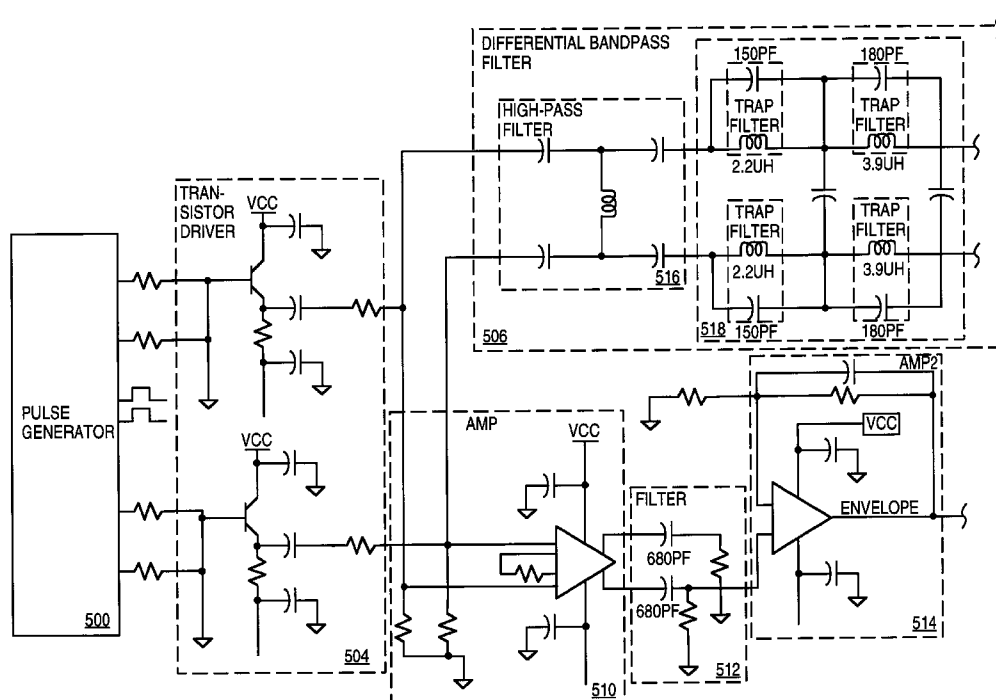 DIFFERENTIAL BANDPASS
FILTER
150PF
180PF
HIGH-PASS
FILTER
TRAP
FILTER
TRAP
FILTER
2.2UH
3.9UH
TRAN-
SISTOR
DRIVER
VCC
TRAP
FILTER
TRAP
FILTER
2.2UH
3.9UH
516
506
518
150PF
180PF
PULSE
GENERATOR
500
VCC
504
AMP
VCC
510
FILTER
680PF
680PF
512
AMP2
VCC
ENVELOPE
514